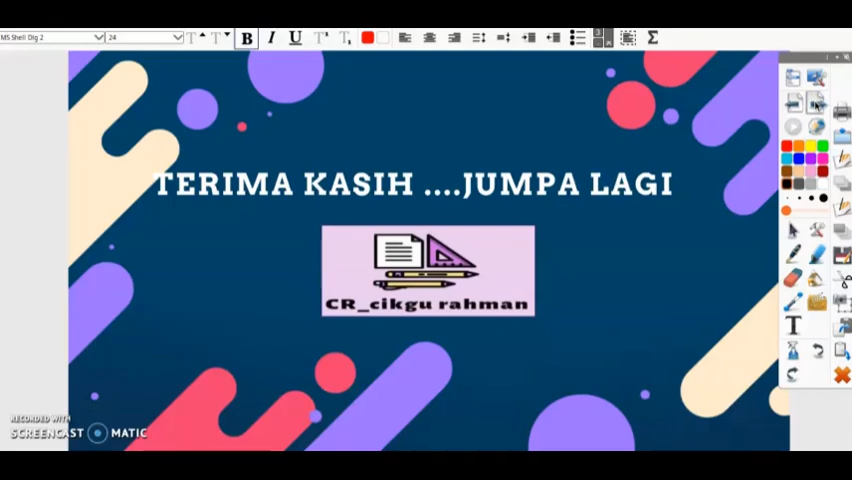 MS Shell Dlg 2
24
B
I
U
TERIMA KASIH ....JUMPA LAGI
CR_cikgu rahman
RECORDED WITH
SCREENCAST MATIC